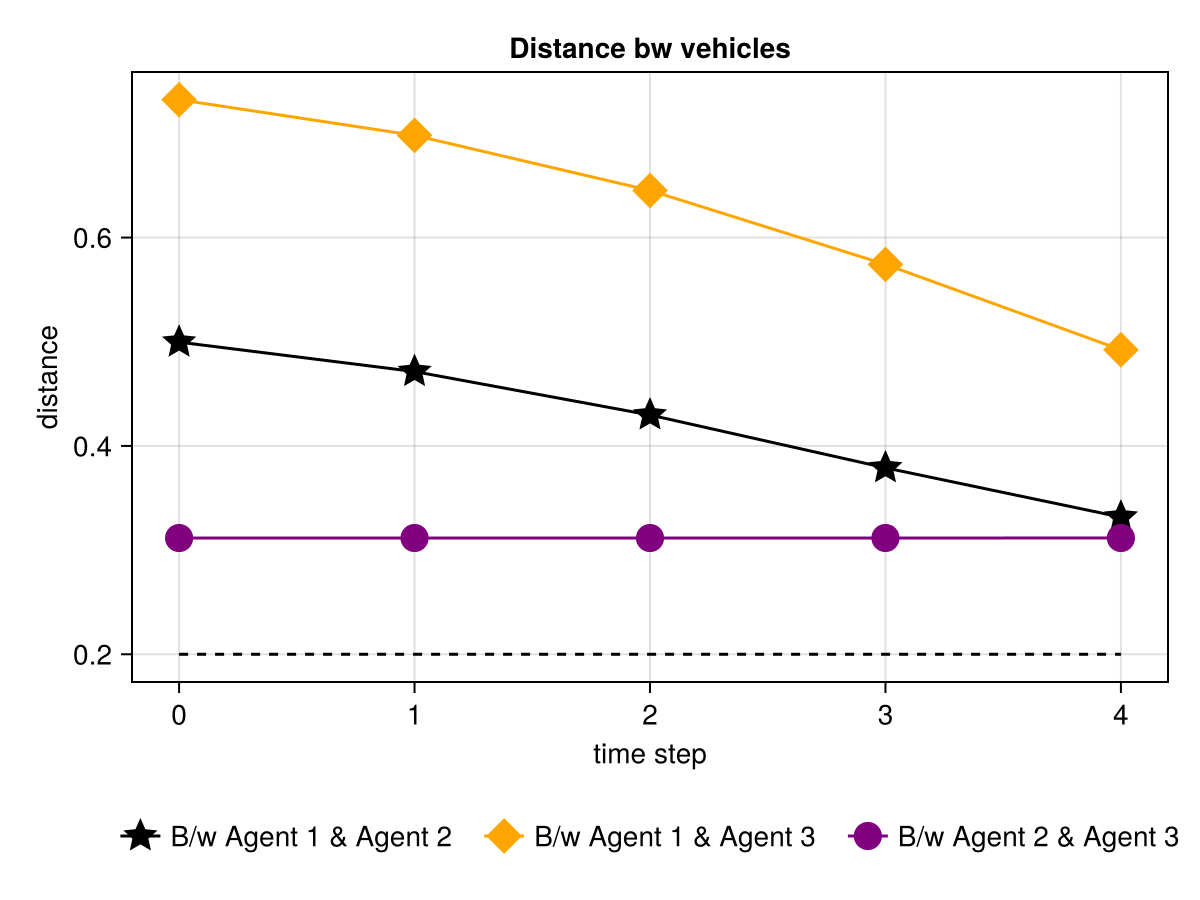 Distance bw vehicles
0.6
0.4
0.2
distance
0 1 2 3 4
time step
B/w Agent 1 & Agent 2 B/w Agent 1 & Agent 3 B/w Agent 2 & Agent 3